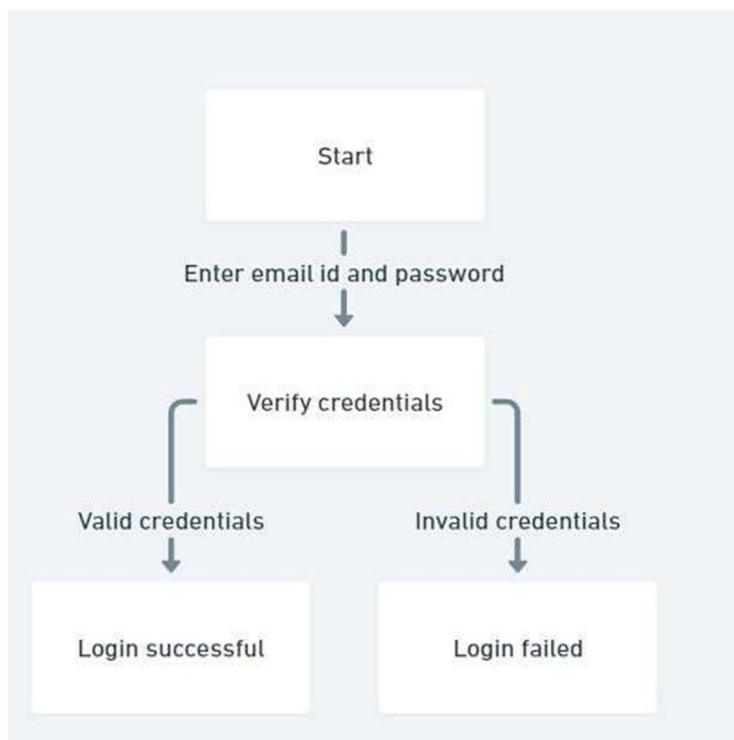 Start
Enter email id and password
Verify credentials
Valid credentials
Invalid credentials
Login successful
Login failed